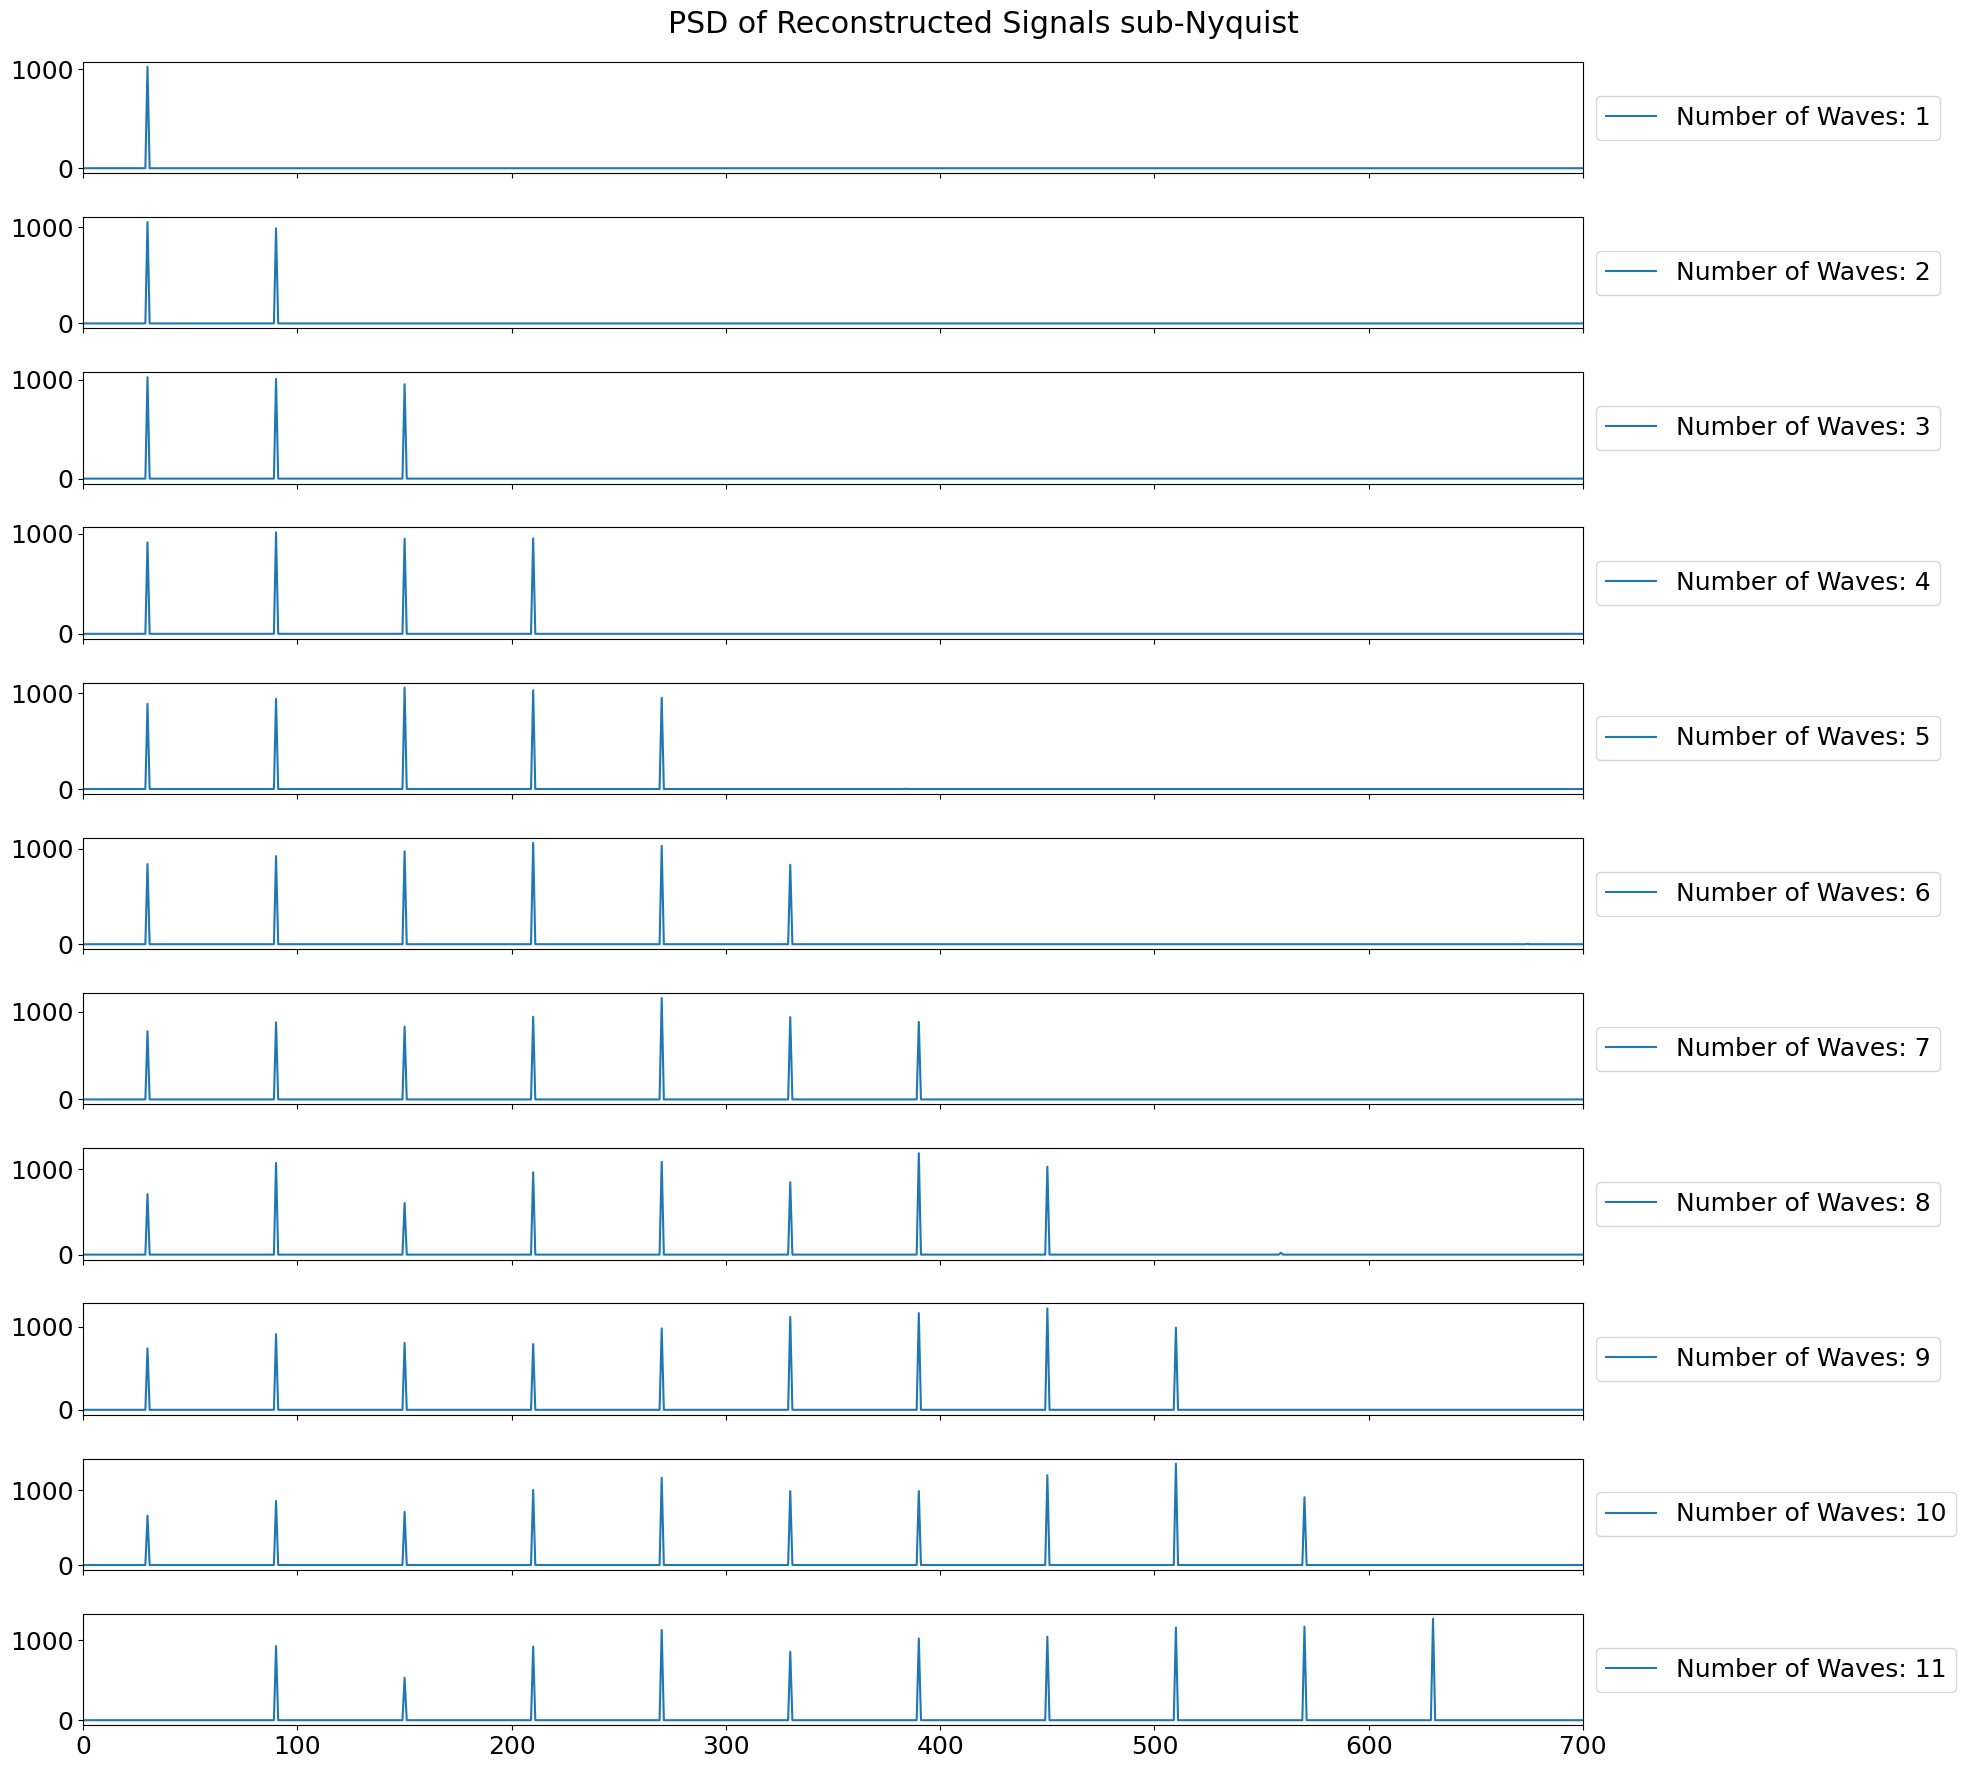 PSD of Reconstructed Signals sub-Nyquist
1000
0
Number of Waves: 1
1000
0
Number of Waves: 2
1000
0
Number of Waves: 3
1000
0
Number of Waves: 4
1000
0
Number of Waves: 5
1000
0
Number of Waves: 6
1000
0
Number of Waves: 7
1000
0
Number of Waves: 8
1000
0
Number of Waves: 9
1000
0
Number of Waves: 10
1000
0
Number of Waves: 11
0 100 200 300 400 500 600 700